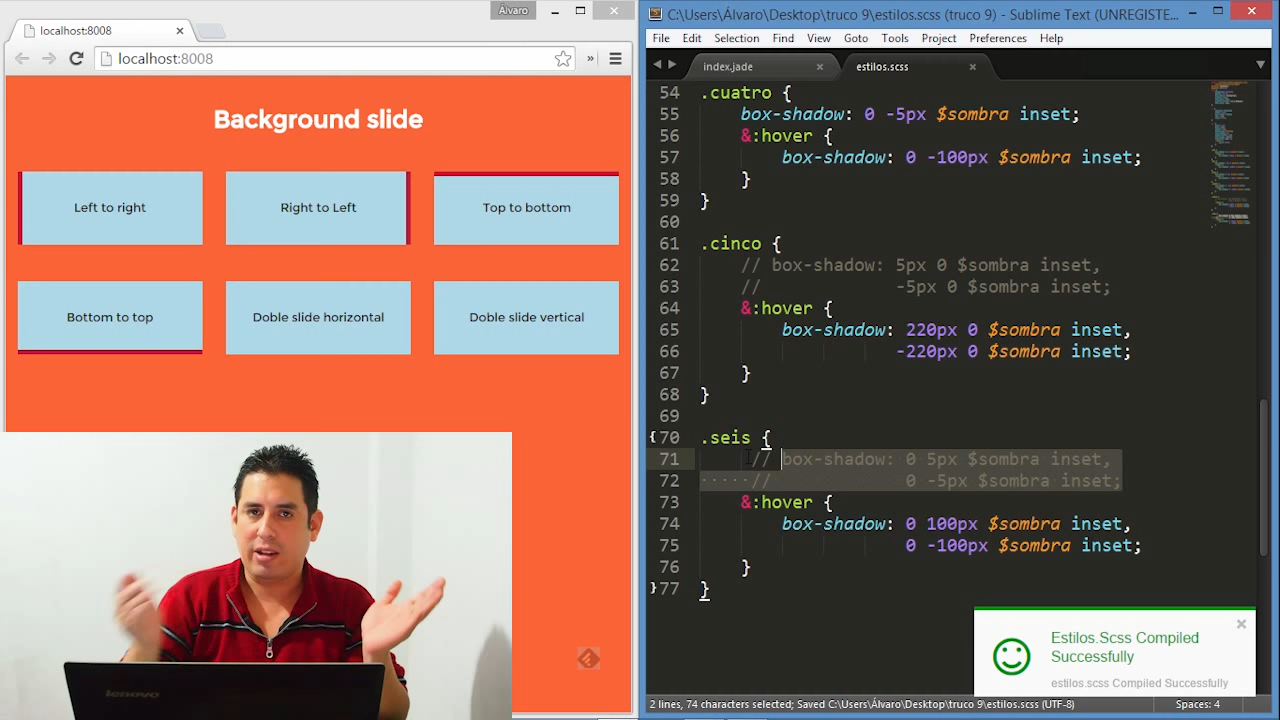 Álvaro
localhost:8008
localhost:8008
Background slide
Left to right
Right to Left
Top to bottom
Bottom to top
Doble slide horizontal
Doble slide vertical
lenovo
C:\Users\Álvaro\Desktop\truco 9\estilos.scss (truco 9) - Sublime Text (UNREGISTE...
File Edit Selection Find View Goto Tools Project Preferences Help
index.jade
estilos.scss
54 .cuatro {
55 box-shadow: 0 -5px $sombra inset;
56 &:hover {
57 box-shadow: 0 -100px $sombra inset;
58 }
59 }
60
61 .cinco {
62 // box-shadow: 5px 0 $sombra inset,
63 // -5px 0 $sombra inset;
64 &:hover {
65 box-shadow: 220px 0 $sombra inset,
66 -220px 0 $sombra inset;
67 }
68 }
69
70 .seis {
71 // box-shadow: 0 5px $sombra inset,
72 // 0 -5px $sombra inset;
73 &:hover {
74 box-shadow: 0 100px $sombra inset,
75 0 -100px $sombra inset;
76 }
77 }
Estilos.Scss Compiled
Successfully
estilos.scss Compiled Successfully
2 lines, 74 characters selected; Saved C:\Users\Álvaro\Desktop\truco 9\estilos.scss (UTF-8)
Spaces: 4